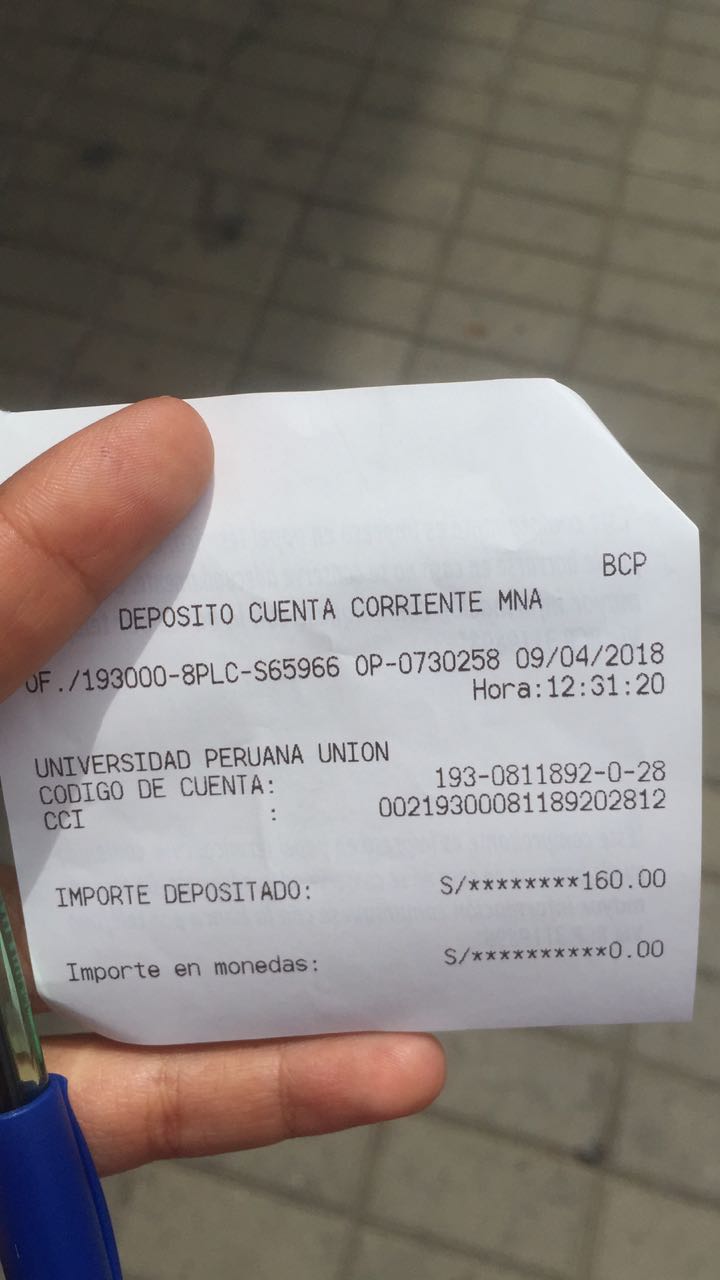 BCP
DEPOSITO CUENTA CORRIENTE MNA
OF./193000-8PLC-S65966 OP-0730258 09/04/2018
Hora:12:31:20
UNIVERSIDAD PERUANA UNION
CODIGO DE CUENTA: 193-0811892-0-28
CCI : 00219300081189202812
IMPORTE DEPOSITADO: S/********160.00
Importe en monedas: S/**********0.00